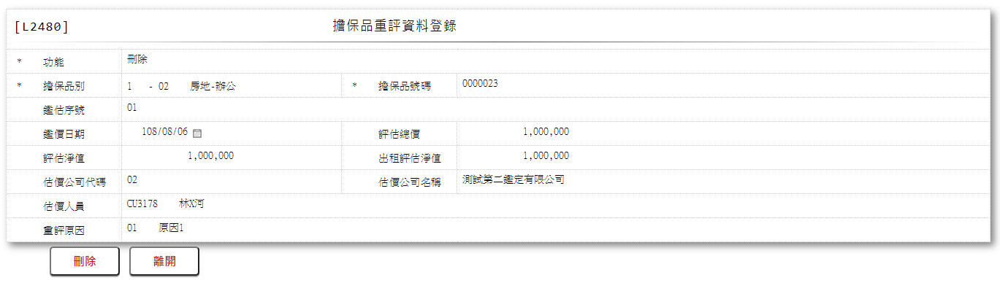 [L2480] 擔保品重評資料登錄
* 功能 刪除
* 擔保品別 1 - 02 房地-辦公 * 擔保品號碼 0000023
鑑估序號 01
鑑價日期 108/08/06 評估總價 1,000,000
評估淨值 1,000,000 出租評估淨值 1,000,000
估價公司代碼 02 估價公司名稱 測試第二鑑定有限公司
估價人員 CU3178 林X河
重評原因 01 原因1
刪除 離開